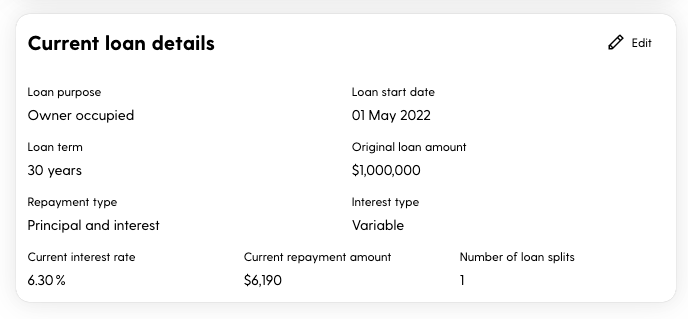 Current loan details
Edit
Loan purpose
Loan start date
Owner occupied
01 May 2022
Loan term
Original loan amount
30 years
$1,000,000
Repayment type
Interest type
Principal and interest
Variable
Current interest rate
Current repayment amount
Number of loan splits
6.30 %
$6,190
1